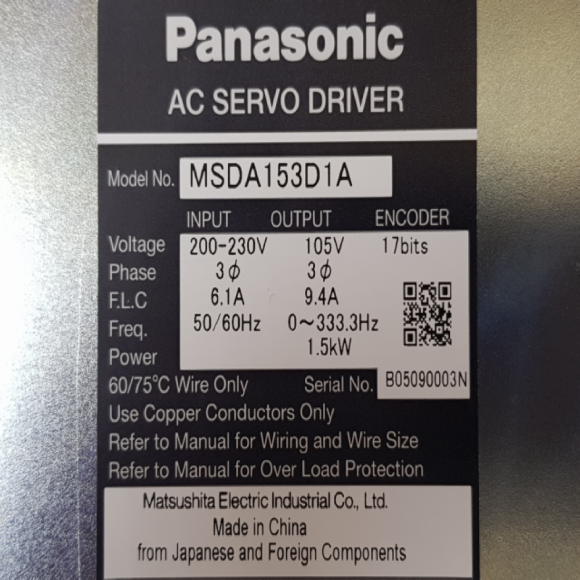 Panasonic
AC SERVO DRIVER
Model No. MSDA153D1A
INPUT OUTPUT ENCODER
Voltage 200-230V 105V 17bits
Phase 3ϕ 3ϕ
F.L.C 6.1A 9.4A
Freq. 50/60Hz 0~333.3Hz
Power 1.5kW
60/75°C Wire Only Serial No. B05090003N
Use Copper Conductors Only
Refer to Manual for Wiring and Wire Size
Refer to Manual for Over Load Protection
Matsushita Electric Industrial Co., Ltd.
Made in China
from Japanese and Foreign Components